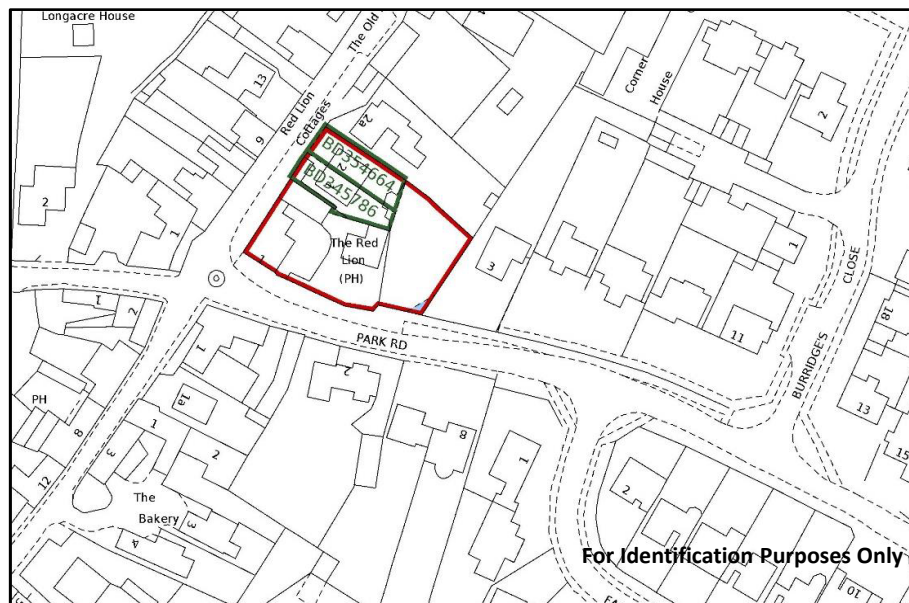 Longacre House
The Old
13
Red Lion
Cottages
9
2a
Corner
House
2
2
1
BD354664
2
BD345786
The Red
Lion
(PH)
1
3
1
CLOSE
BURRIDGE'S
11
18
PARK RD
1
2
1
2
1a
PH
8
1
2
8
1
3
12
The
Bakery
3
4
2
13
15
10
For Identification Purposes Only